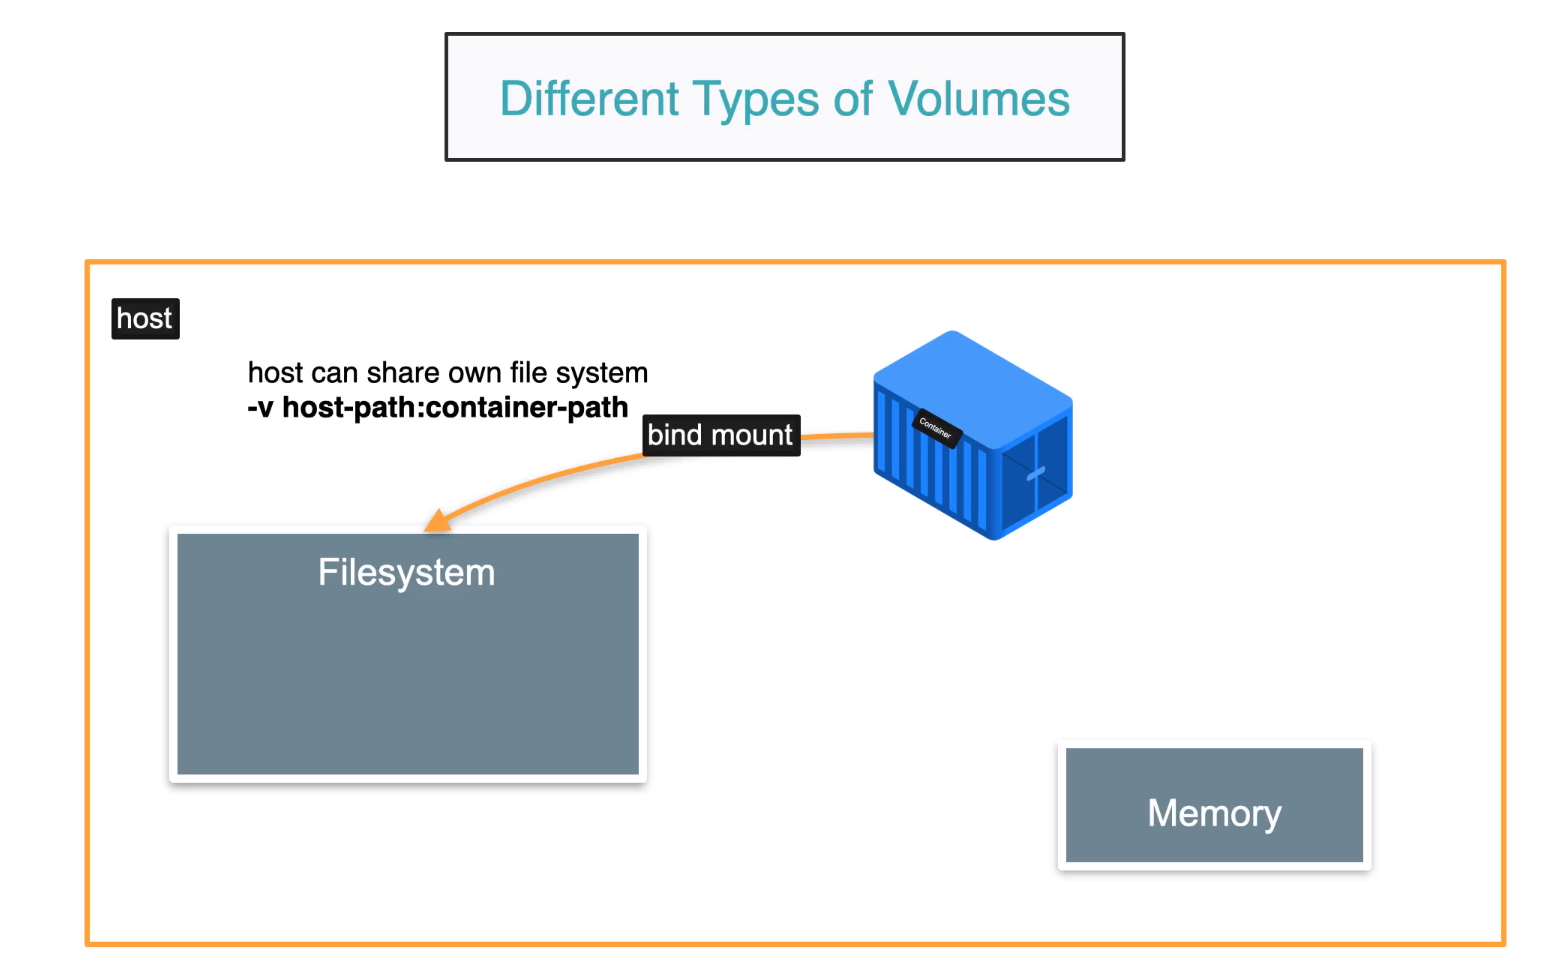 Different Types of Volumes
host
host can share own file system
-v host-path:container-path
bind mount
Container
Filesystem
Memory